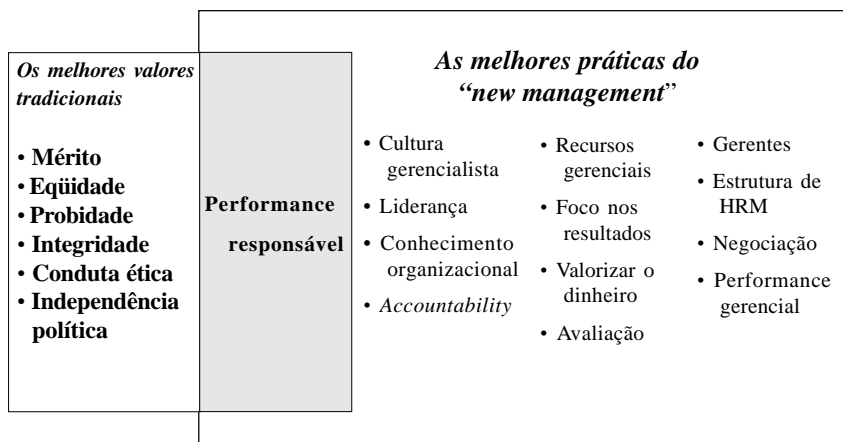 Os melhores valores
tradicionais
• Mérito
• Eqüidade
• Probidade
• Integridade
• Conduta ética
• Independência
política
Performance
responsável
As melhores práticas do
“new management”
• Cultura
gerencialista
• Liderança
• Conhecimento
organizacional
• Accountability
• Recursos
gerenciais
• Foco nos
resultados
• Valorizar o
dinheiro
• Avaliação
• Gerentes
• Estrutura de
HRM
• Negociação
• Performance
gerencial